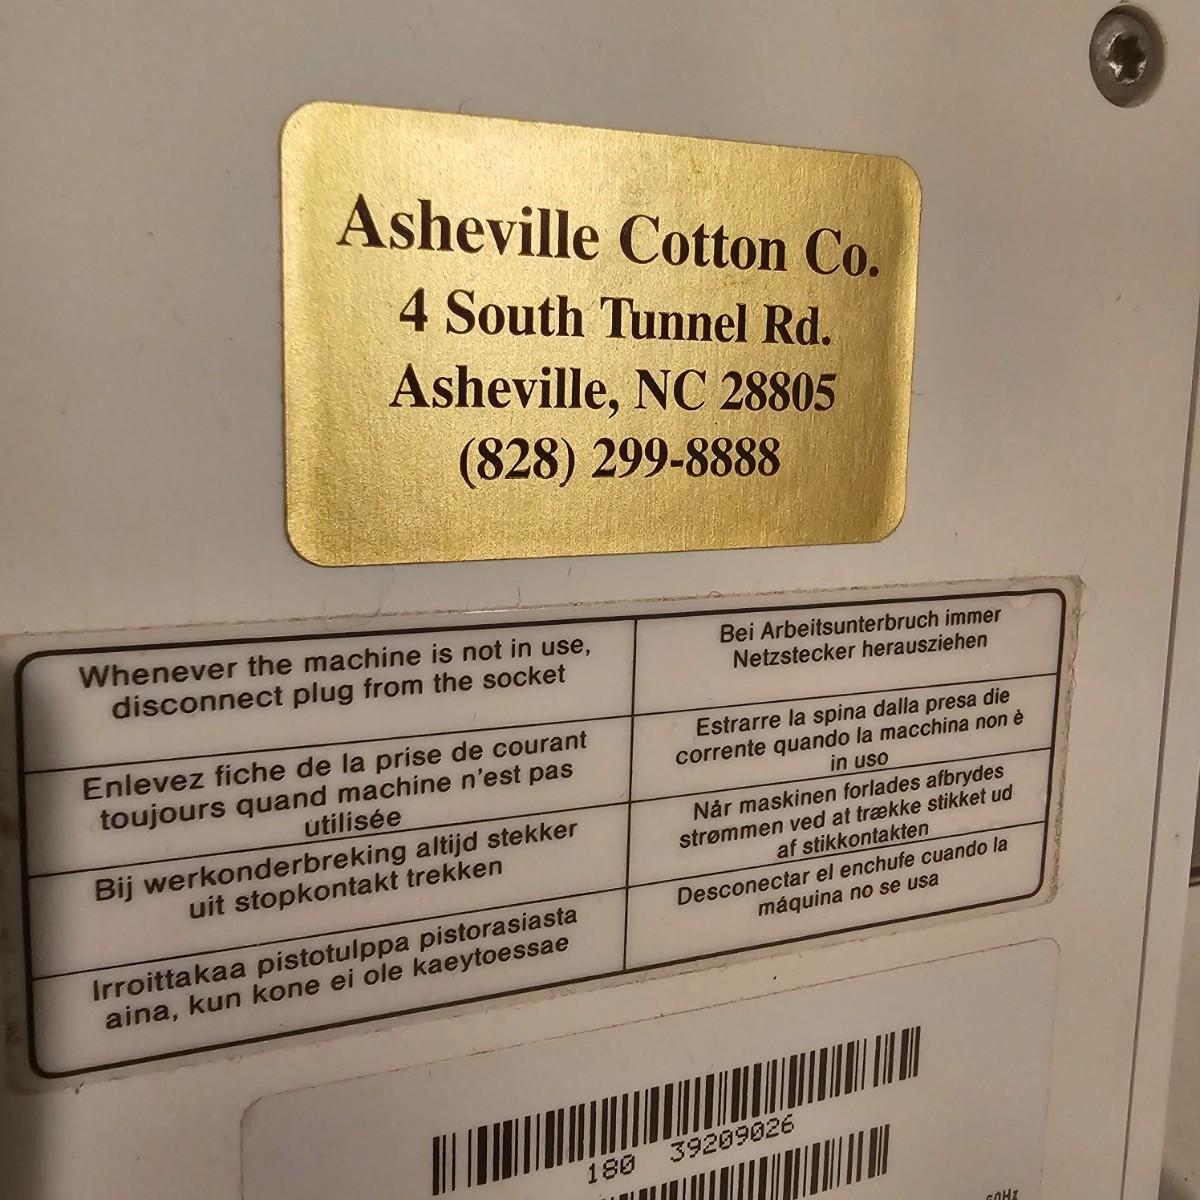 Asheville Cotton Co.
4 South Tunnel Rd.
Asheville, NC 28805
(828) 299-8888
Whenever the machine is not in use,
disconnect plug from the socket
Bei Arbeitsunterbruch immer
Netzstecker herausziehen
Enlevez fiche de la prise de courant
toujours quand machine n'est pas
utilisée
Estrarre la spina dalla presa die
corrente quando la macchina non è
in uso
Bij werkonderbreking altijd stekker
uit stopkontakt trekken
Når maskinen forlades afbrydes
strømmen ved at trække stikket ud
af stikkontakten
Irroittakaa pistotulppa pistorasiasta
aina, kun kone ei ole kaeytoessae
Desconectar el enchufe cuando la
máquina no se usa
180 39209026
60Hz